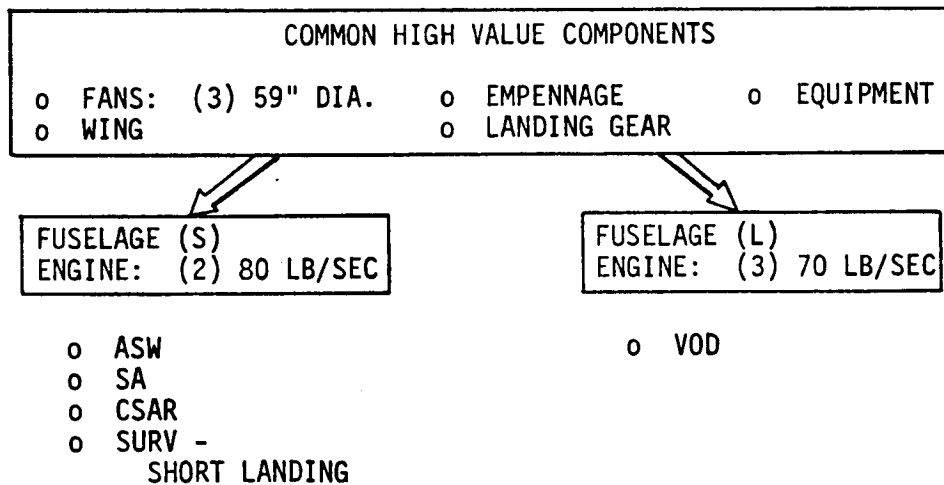 COMMON HIGH VALUE COMPONENTS
o FANS: (3) 59" DIA. o EMPENNAGE o EQUIPMENT
o WING o LANDING GEAR
FUSELAGE (S)
ENGINE: (2) 80 LB/SEC
FUSELAGE (L)
ENGINE: (3) 70 LB/SEC
o ASW
o SA
o CSAR
o SURV -
SHORT LANDING
o VOD